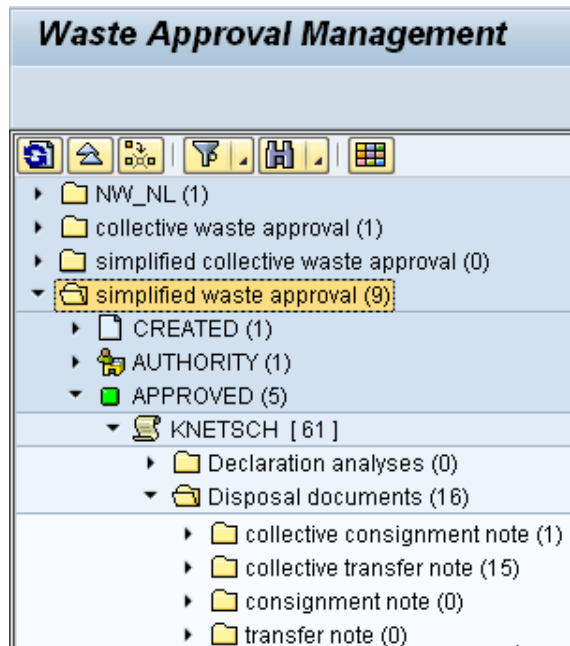 Waste Approval Management
NW_NL (1)
collective waste approval (1)
simplified collective waste approval (0)
simplified waste approval (9)
CREATED (1)
AUTHORITY (1)
APPROVED (5)
KNETSCH [ 61 ]
Declaration analyses (0)
Disposal documents (16)
collective consignment note (1)
collective transfer note (15)
consignment note (0)
transfer note (0)